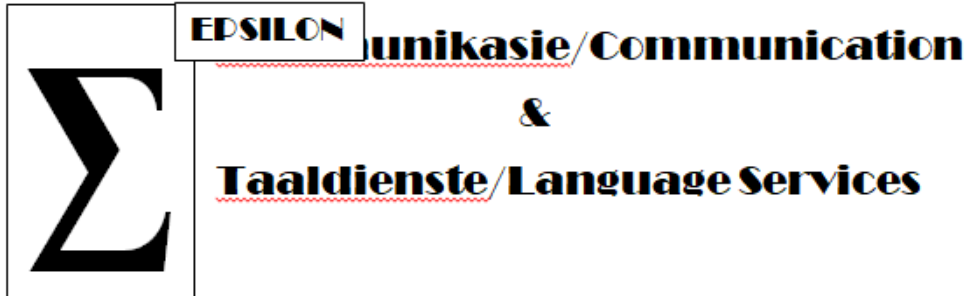 Σ
EPSILON
unikasie/Communication
&
Taaldienste/Language Services